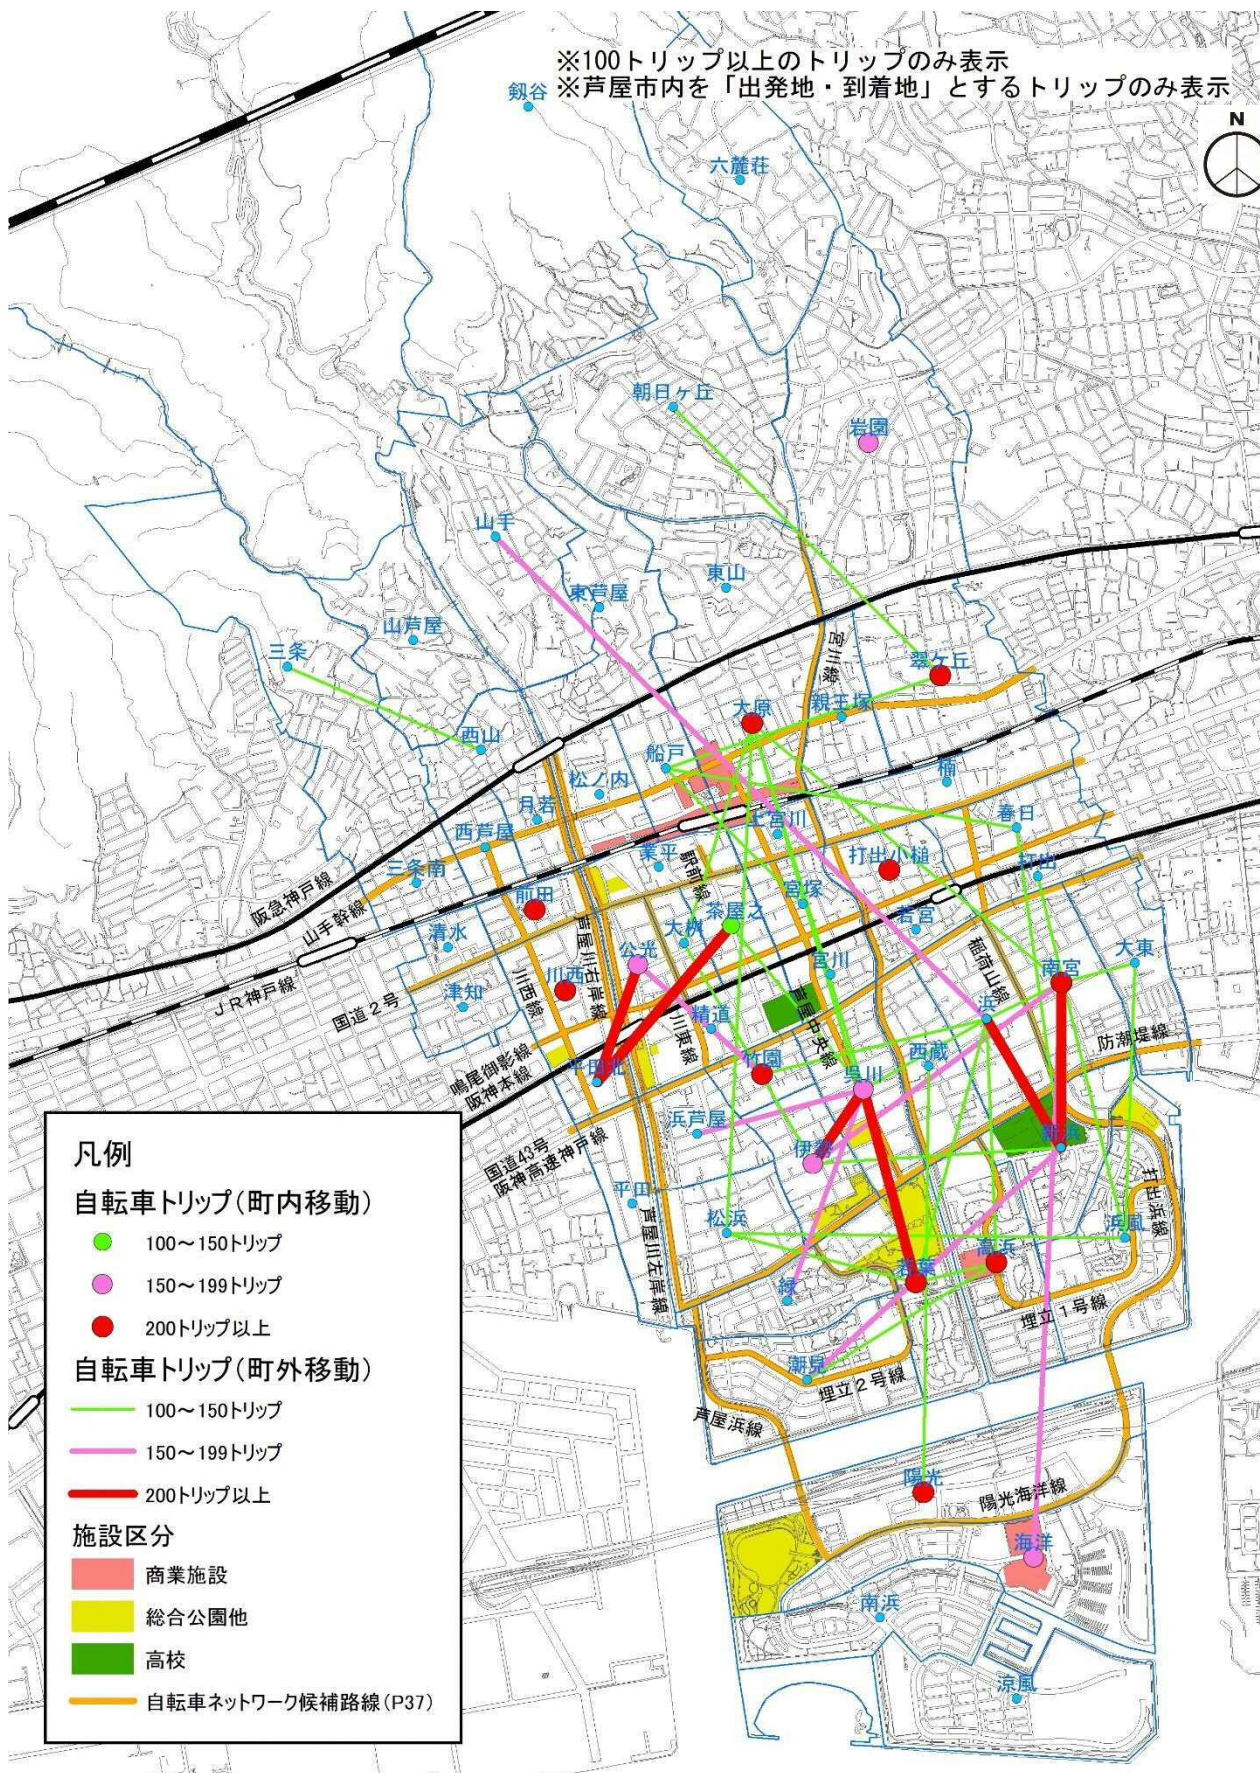 ※100トリップ以上のトリップのみ表示
※芦屋市内を「出発地・到着地」とするトリップのみ表示
剱谷
N
六麓荘
朝日ヶ丘
岩園
山手
東山
東芦屋
山芦屋
宮川線
三条
翠ケ丘
大原
親王塚
西山
船戸
松ノ内
楠
月若
上宮川
春日
西芦屋
業平
駅前線
打出小槌
打出
三条南
阪急神戸線
山手幹線
前田
宮塚
茶屋之
清水
芦屋川右岸線
公光
大桝
若宮
稲荷山線
大東
JR神戸線
国道2号
津知
川西線
川西
宮川
南宮
芦屋中央線
浜
精道
防潮堤線
鳴尾御影線
阪神本線
平田北
竹園
西蔵
呉川
国道43号
阪神高速神戸線
浜芦屋
伊勢
新浜
打出浜線
平田
芦屋川左岸線
松浜
浜風
高浜
若葉
緑
埋立1号線
潮見
埋立2号線
芦屋浜線
陽光
陽光海洋線
海洋
南浜
涼風
凡例
自転車トリップ(町内移動)
100～150トリップ
150～199トリップ
200トリップ以上
自転車トリップ(町外移動)
100～150トリップ
150～199トリップ
200トリップ以上
施設区分
商業施設
総合公園他
高校
自転車ネットワーク候補路線(P37)